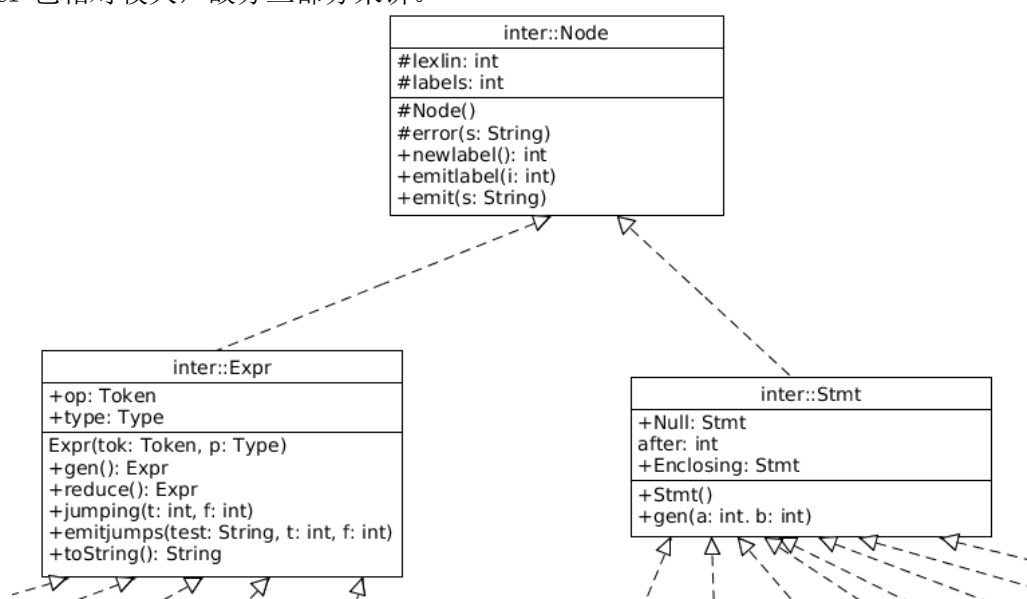 inter::Node
#lexlin: int
#labels: int
#Node()
#error(s: String)
+newlabel(): int
+emitlabel(i: int)
+emit(s: String)
inter::Expr
+op: Token
+type: Type
Expr(tok: Token, p: Type)
+gen(): Expr
+reduce(): Expr
+jumping(t: int, f: int)
+emitjumps(test: String, t: int, f: int)
+toString(): String
inter::Stmt
+Null: Stmt
after: int
+Enclosing: Stmt
+Stmt()
+gen(a: int. b: int)